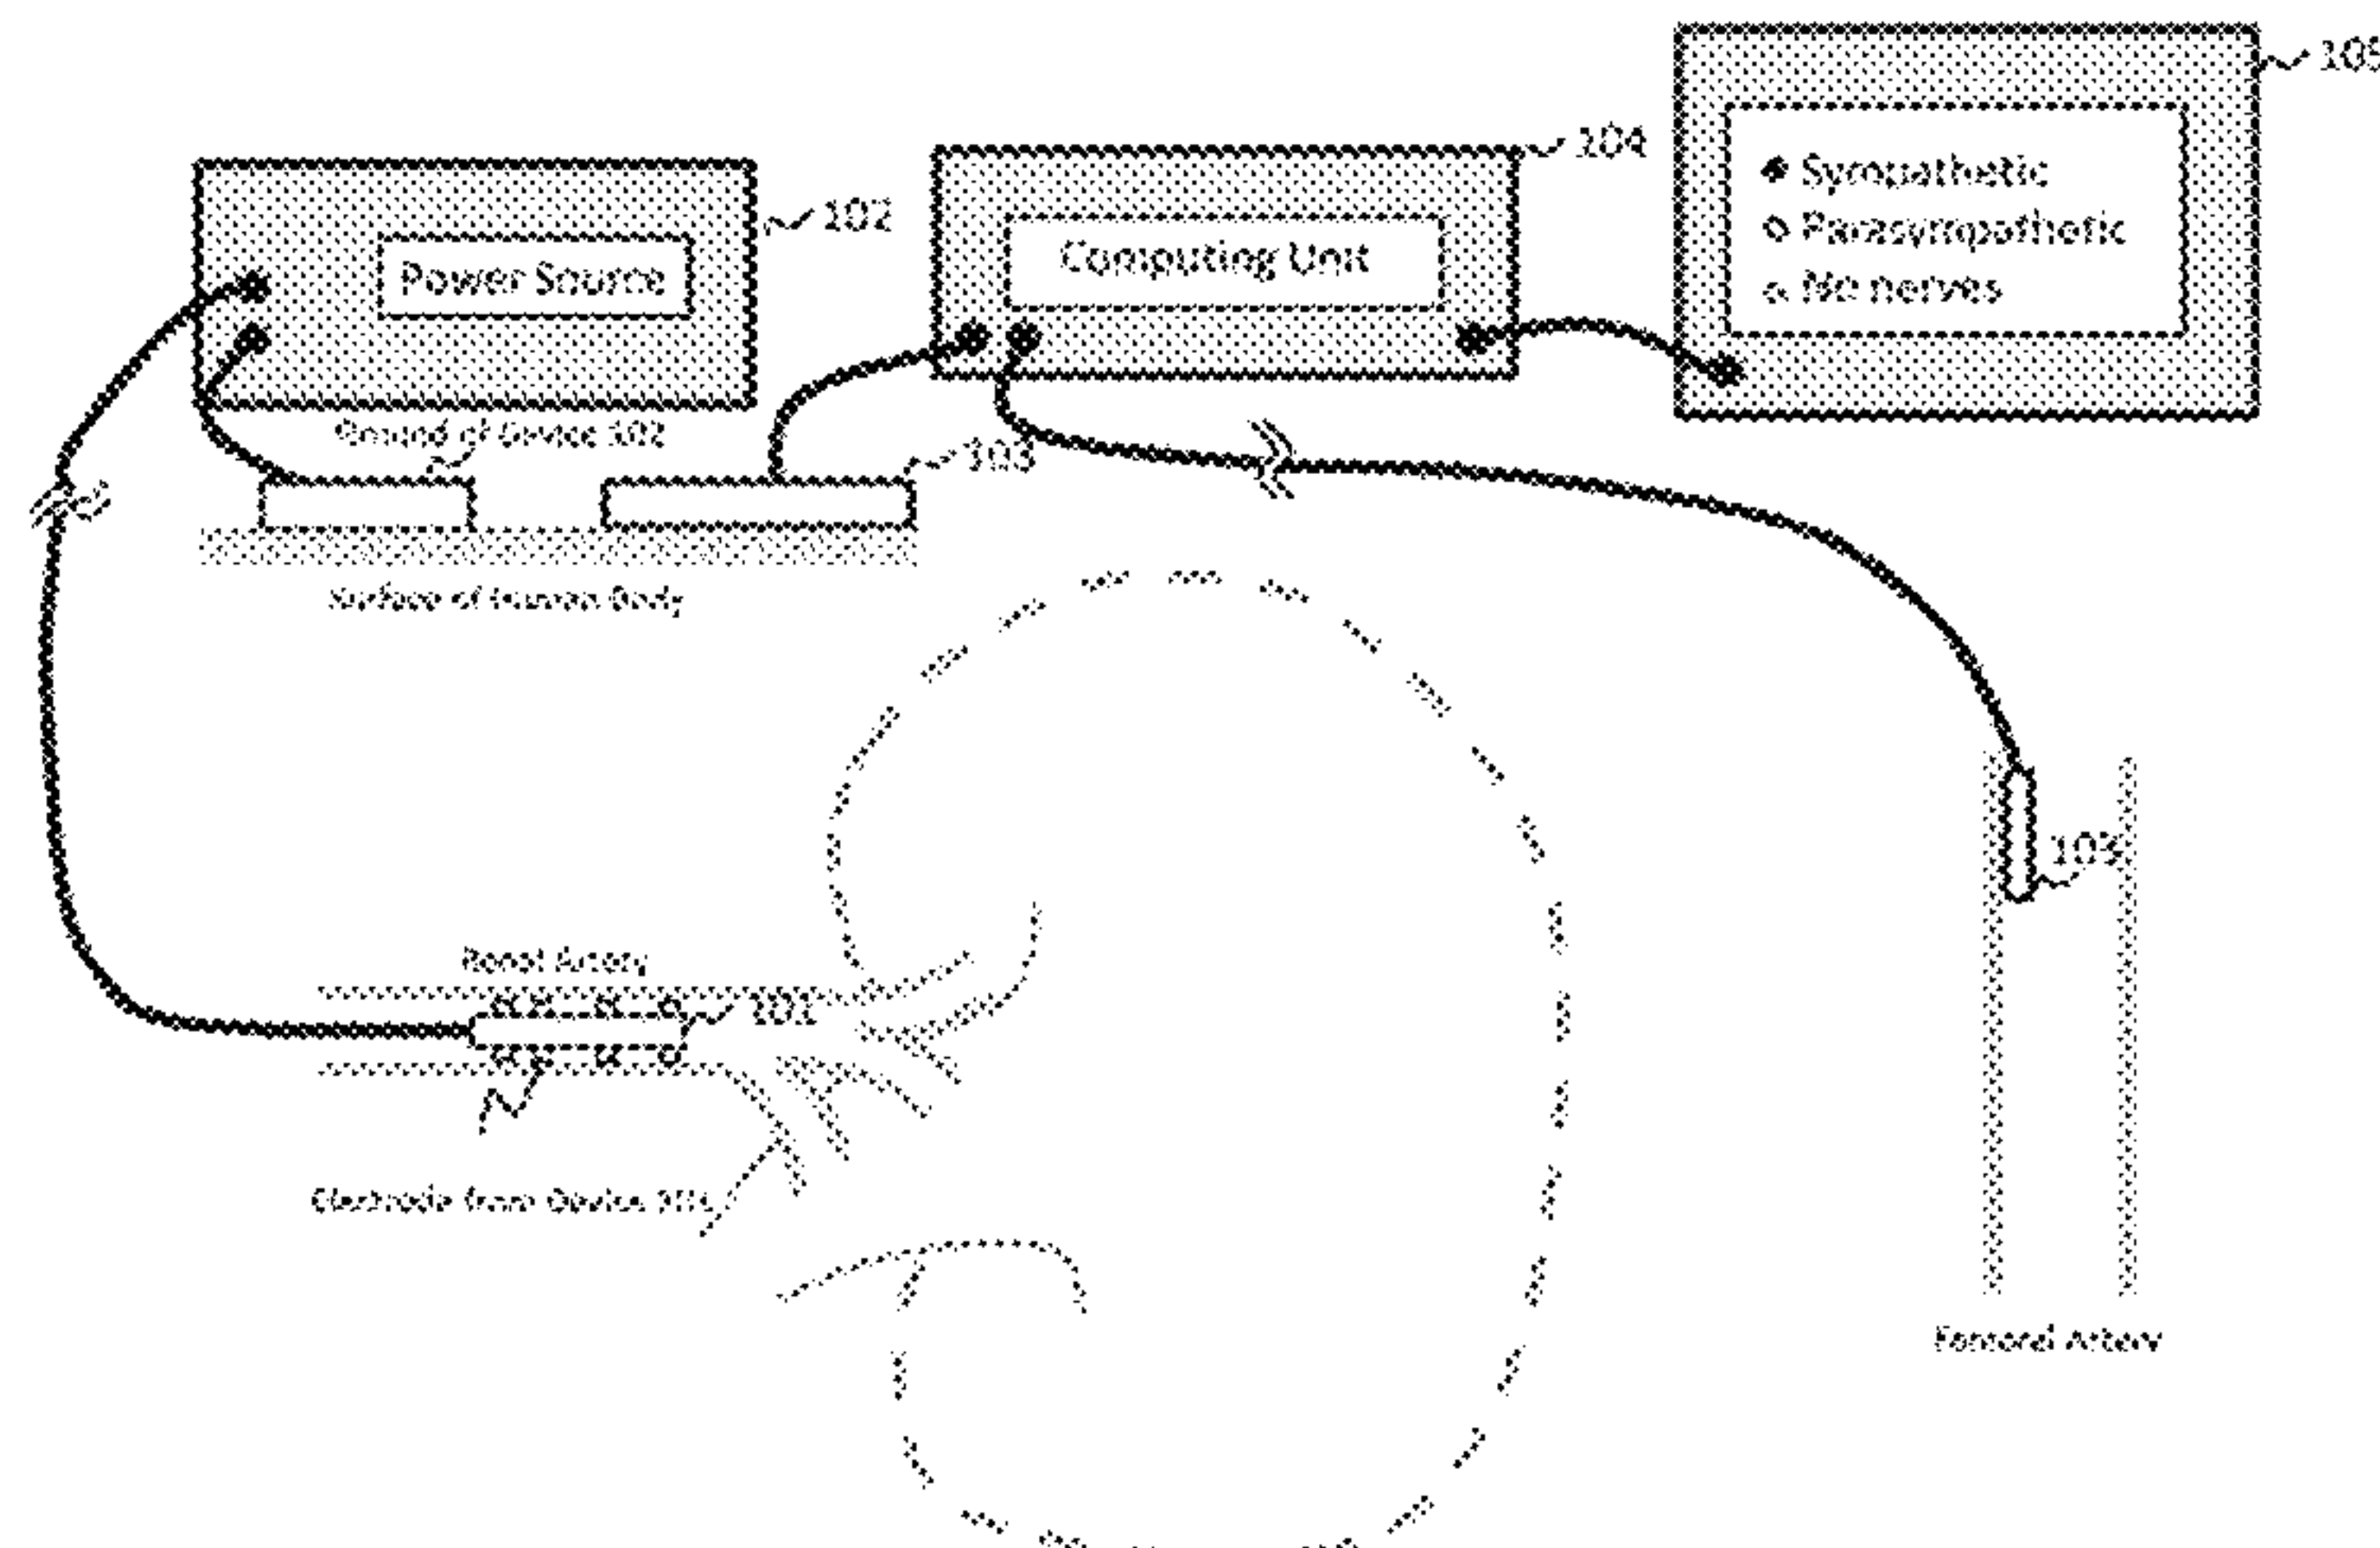 105
104
Sympathetic
102
Parasympathetic
Computing Unit
Power Source
No nerves
Ground of Device 102
103
Surface of Human Body
103
Renal Artery
101
Electrode from Device 101
Femoral Artery